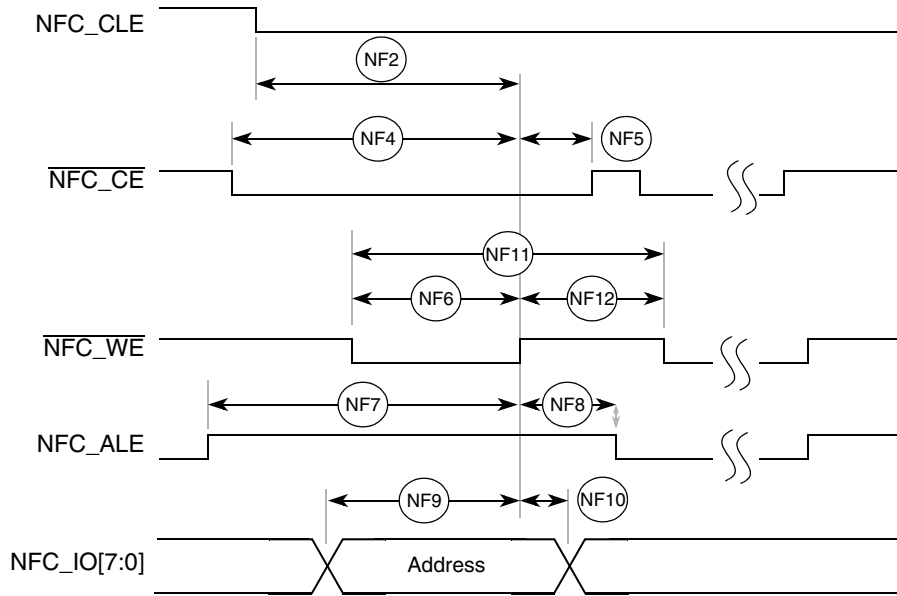 NFC_CLE
NF2
NF4
NF5
NFC_CE
NF11
NF6
NF12
NFC_WE
NF7
NF8
NFC_ALE
NF9
NF10
NFC_IO[7:0]
Address